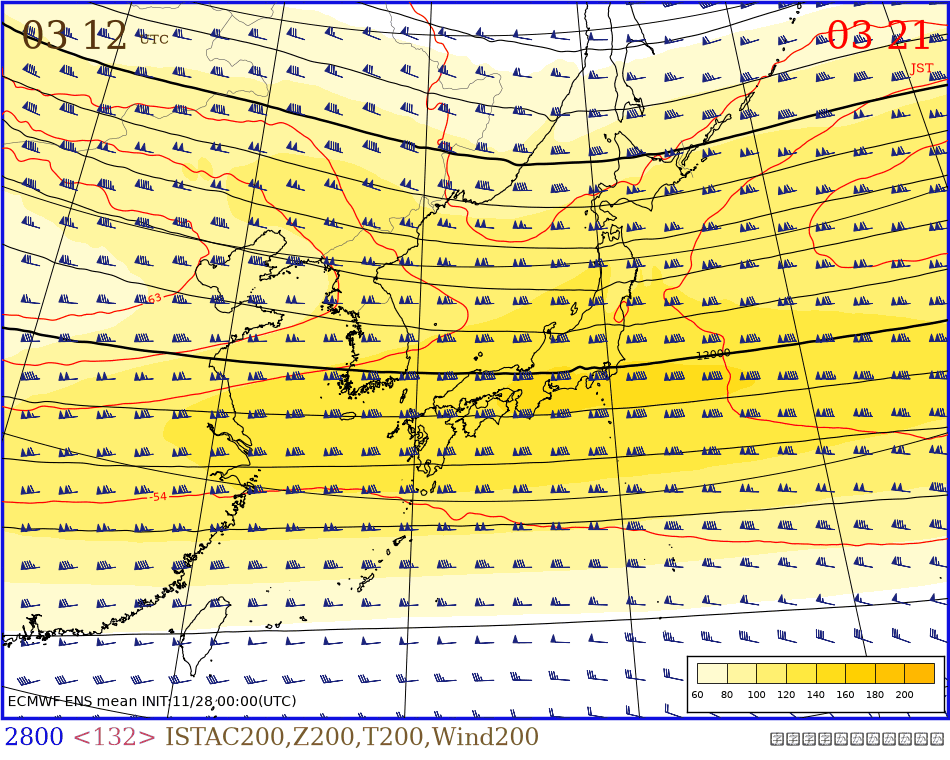 03 12 UTC
03 21
JST
-63
12000
-54
60 80 100 120 140 160 180 200
ECMWF ENS mean INIT:11/28 00:00(UTC)
2800 <132> ISTAC200,Z200,T200,Wind200